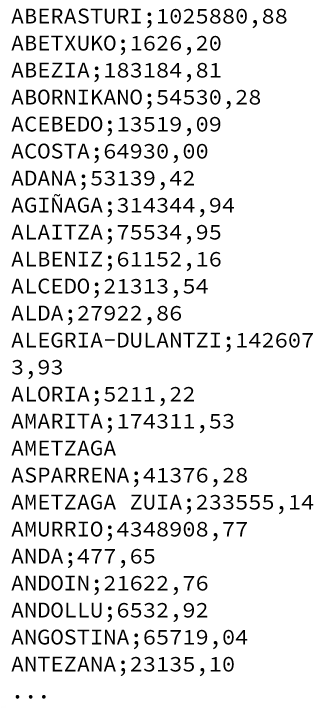 ABERASTURI;1025880,88
ABETXUKO;1626,20
ABEZIA;183184,81
ABORNIKANO;54530,28
ACEBEDO;13519,09
ACOSTA;64930,00
ADANA;53139,42
AGIÑAGA;314344,94
ALAITZA;75534,95
ALBENIZ;61152,16
ALCEDO;21313,54
ALDA;27922,86
ALEGRIA-DULANTZI;142607
3,93
ALORIA;5211,22
AMARITA;174311,53
AMETZAGA
ASPARRENA;41376,28
AMETZAGA ZUIA;233555,14
AMURRIO;4348908,77
ANDA;477,65
ANDOIN;21622,76
ANDOLLU;6532,92
ANGOSTINA;65719,04
ANTEZANA;23135,10
...